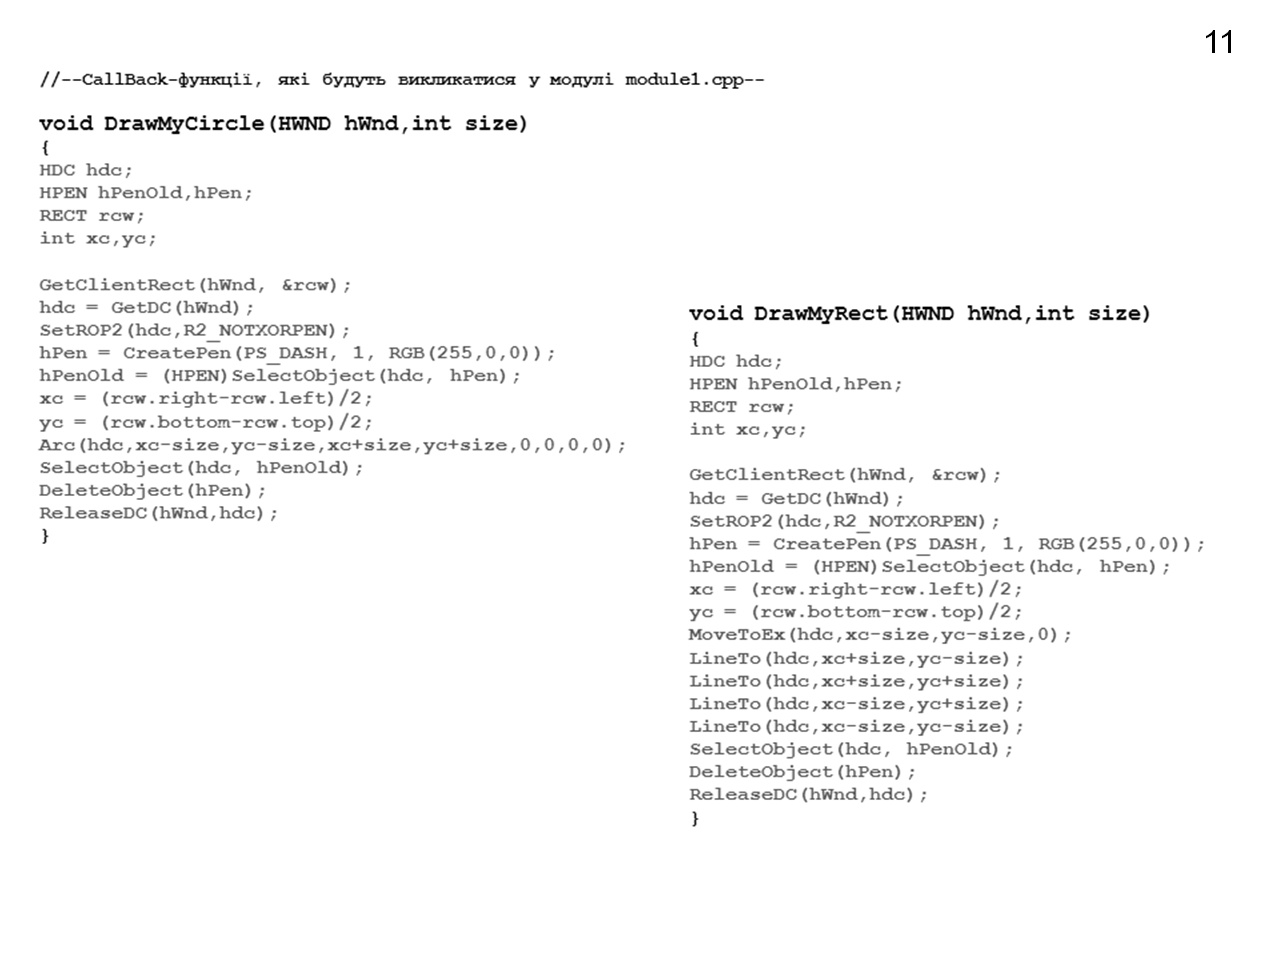 11
//--CallBack-функції, які будуть викликатися у модулі module1.cpp--
void DrawMyCircle(HWND hWnd,int size)
{
HDC hdc;
HPEN hPenOld,hPen;
RECT rcw;
int xc,yc;
GetClientRect(hWnd, &rcw);
hdc = GetDC(hWnd);
SetROP2(hdc,R2_NOTXORPEN);
hPen = CreatePen(PS_DASH, 1, RGB(255,0,0));
hPenOld = (HPEN)SelectObject(hdc, hPen);
xc = (rcw.right-rcw.left)/2;
yc = (rcw.bottom-rcw.top)/2;
Arc(hdc,xc-size,yc-size,xc+size,yc+size,0,0,0,0);
SelectObject(hdc, hPenOld);
DeleteObject(hPen);
ReleaseDC(hWnd,hdc);
}
void DrawMyRect(HWND hWnd,int size)
{
HDC hdc;
HPEN hPenOld,hPen;
RECT rcw;
int xc,yc;
GetClientRect(hWnd, &rcw);
hdc = GetDC(hWnd);
SetROP2(hdc,R2_NOTXORPEN);
hPen = CreatePen(PS_DASH, 1, RGB(255,0,0));
hPenOld = (HPEN)SelectObject(hdc, hPen);
xc = (rcw.right-rcw.left)/2;
yc = (rcw.bottom-rcw.top)/2;
MoveToEx(hdc,xc-size,yc-size,0);
LineTo(hdc,xc+size,yc-size);
LineTo(hdc,xc+size,yc+size);
LineTo(hdc,xc-size,yc+size);
LineTo(hdc,xc-size,yc-size);
SelectObject(hdc, hPenOld);
DeleteObject(hPen);
ReleaseDC(hWnd,hdc);
}